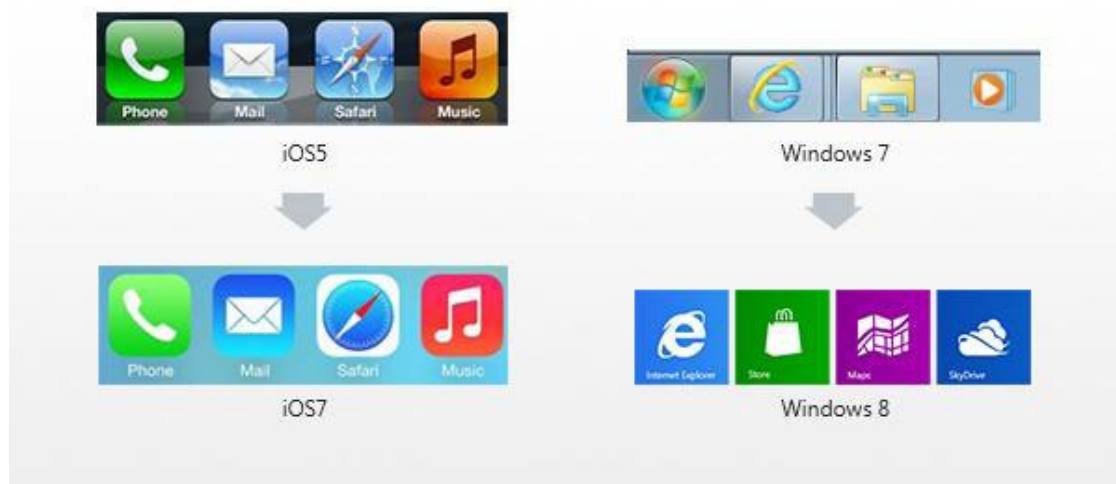 Phone Mail Safari Music
iOS5
Windows 7
Phone Mail Safari Music
iOS7
Internet Explorer Store Maps SkyDrive
Windows 8